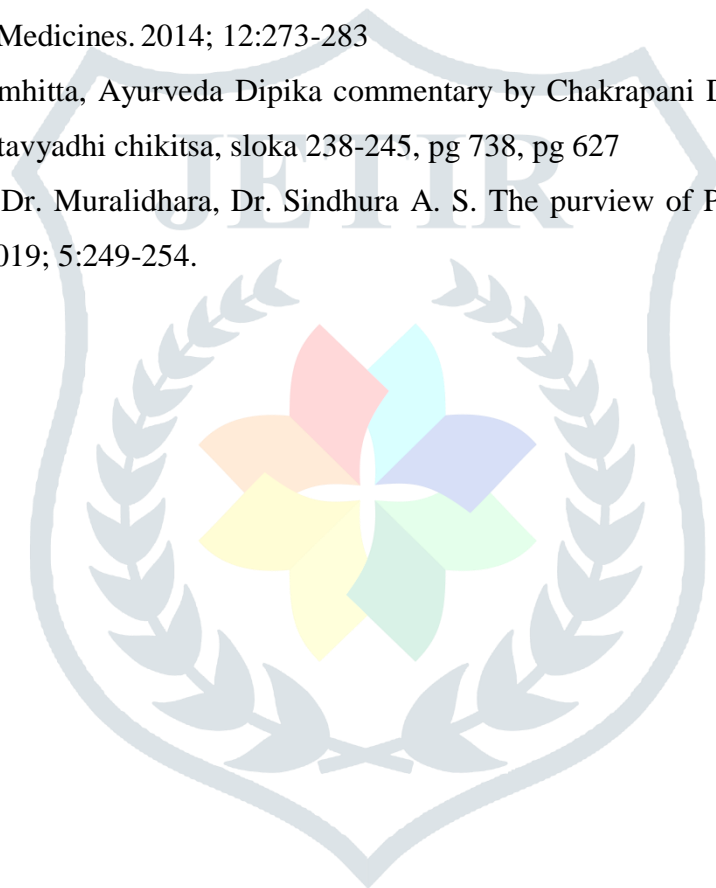 Medicines. 2014; 12:273-283
mhitta, Ayurveda Dipika commentary by Chakrapani D
tavyadhi chikitsa, sloka 238-245, pg 738, pg 627
JETIR
Dr. Muralidhara, Dr. Sindhura A. S. The purview of P
019; 5:249-254.